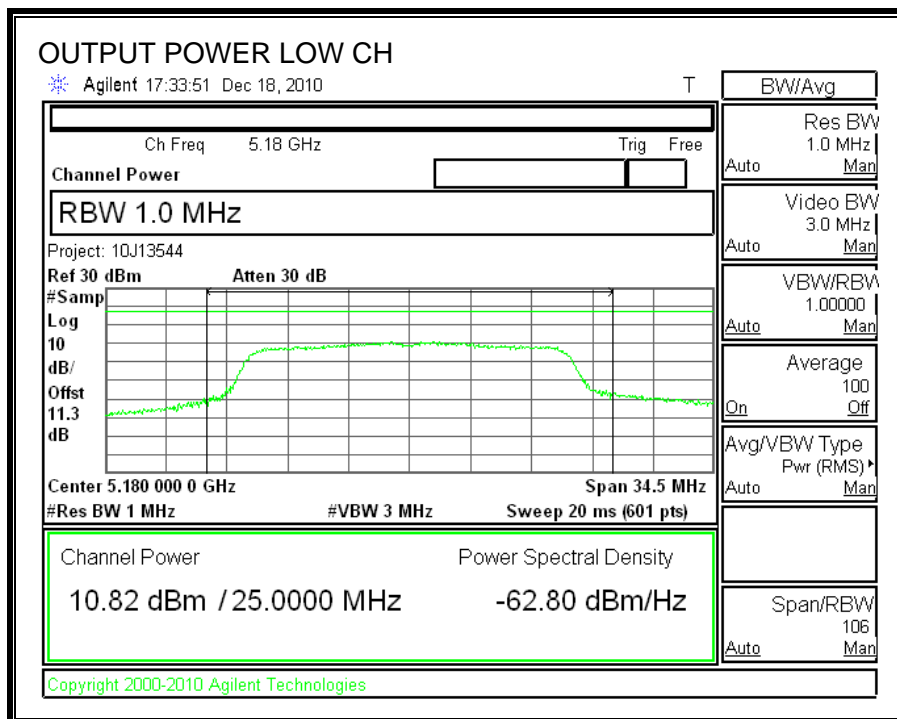 OUTPUT POWER LOW CH
Agilent 17:33:51 Dec 18, 2010 T
Ch Freq 5.18 GHz Trig Free
Channel Power
RBW 1.0 MHz
Project: 10J13544
Ref 30 dBm Atten 30 dB
#Samp
Log
10
dB/
Offst
11.3
dB
Center 5.180 000 0 GHz Span 34.5 MHz
#Res BW 1 MHz #VBW 3 MHz Sweep 20 ms (601 pts)
Channel Power Power Spectral Density
10.82 dBm / 25.0000 MHz -62.80 dBm/Hz
Copyright 2000-2010 Agilent Technologies
BW/Avg
Res BW
1.0 MHz
Auto Man
Video BW
3.0 MHz
Auto Man
VBW/RBW
1.00000
Auto Man
Average
100
On Off
Avg/VBW Type
Pwr (RMS)
Auto Man
Span/RBW
106
Auto Man